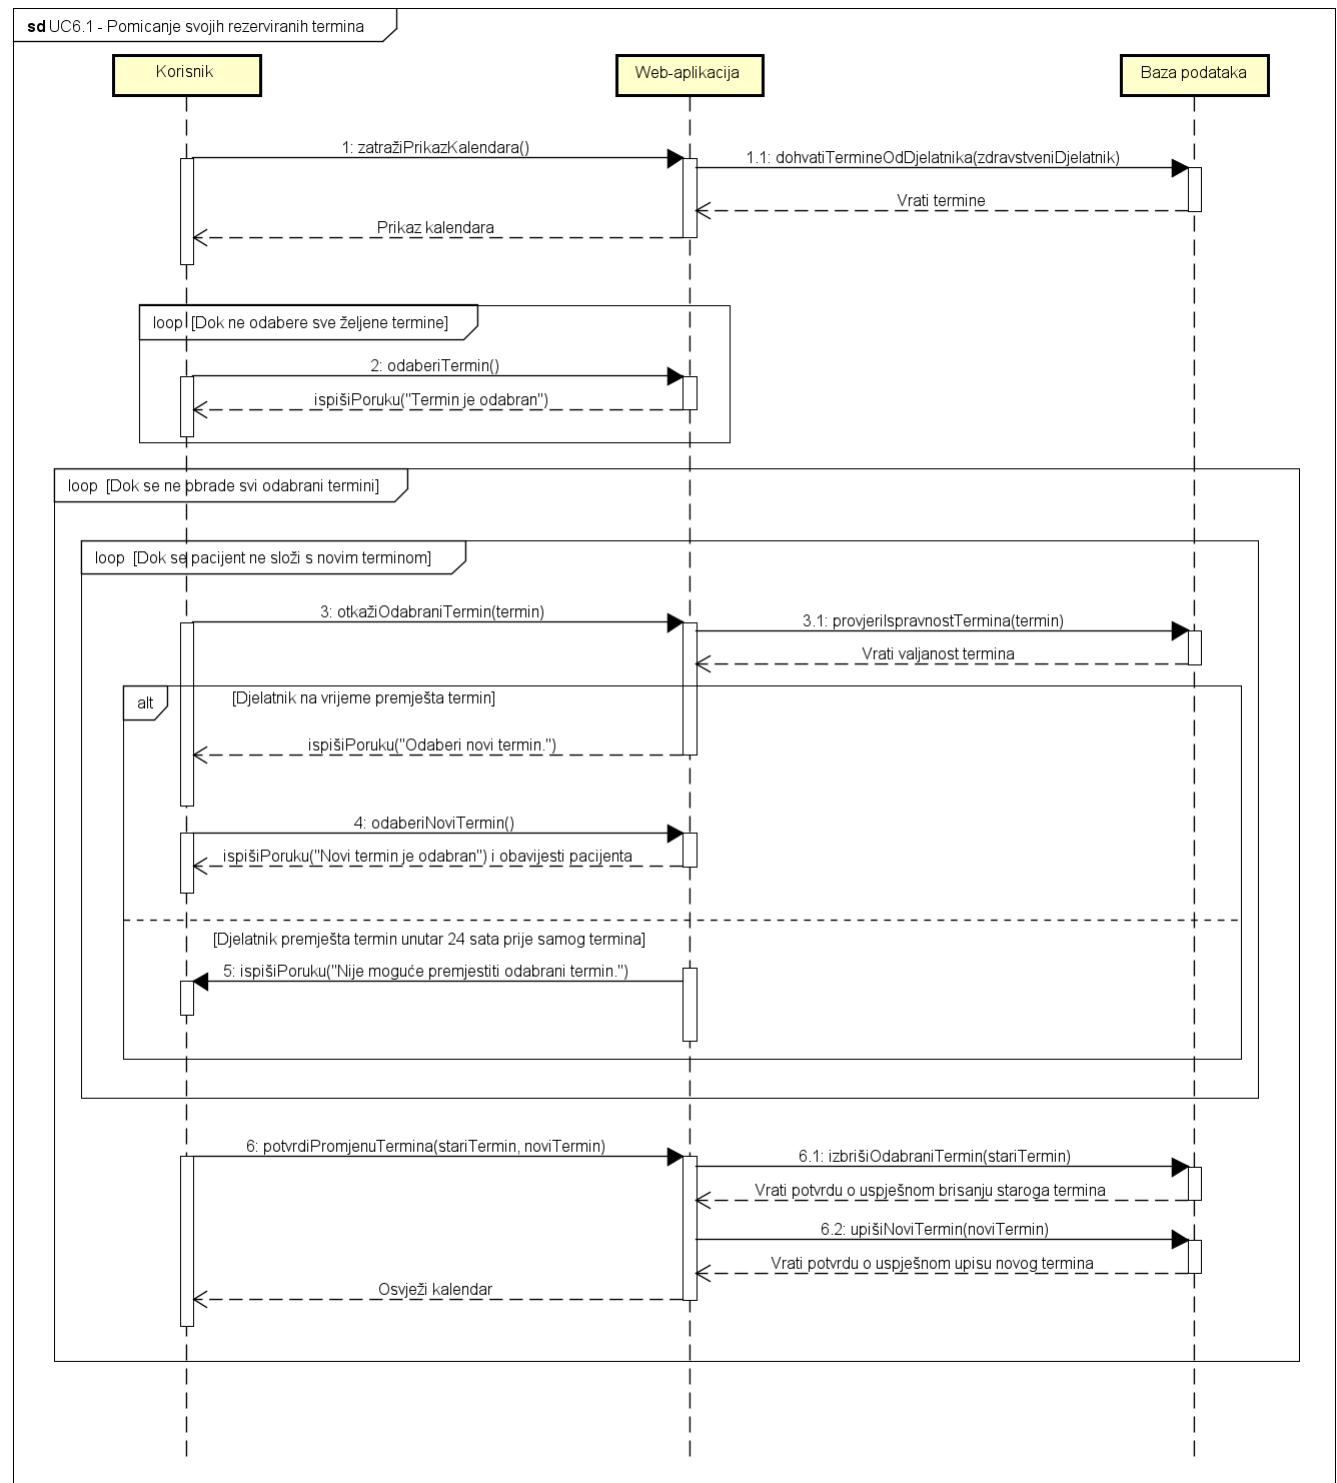 sd UC6.1 - Pomicanje svojih rezerviranih termina
Korisnik
Web-aplikacija
Baza podataka
1: zatražiPrikazKalendara()
1.1: dohvatiTermineOdDjelatnika(zdravstveniDjelatnik)
Vrati termine
Prikaz kalendara
loop [Dok ne odabere sve željene termine]
2: odaberiTermin()
ispišiPoruku("Termin je odabran")
loop [Dok se ne obrade svi odabrani termini]
loop [Dok se pacijent ne složi s novim terminom]
3: otkažiOdabraniTermin(termin)
3.1: provjeriIspravnostTermina(termin)
Vrati valjanost termina
alt [Djelatnik na vrijeme premješta termin]
ispišiPoruku("Odaberi novi termin.")
4: odaberiNoviTermin()
ispišiPoruku("Novi termin je odabran") i obavijesti pacijenta
[Djelatnik premješta termin unutar 24 sata prije samog termina]
5: ispišiPoruku("Nije moguće premjestiti odabrani termin.")
6: potvrdiPromjenuTermina(stariTermin, noviTermin)
6.1: izbrišiOdabraniTermin(stariTermin)
Vrati potvrdu o uspješnom brisanju staroga termina
6.2: upišiNoviTermin(noviTermin)
Vrati potvrdu o uspješnom upisu novog termina
Osvježi kalendar